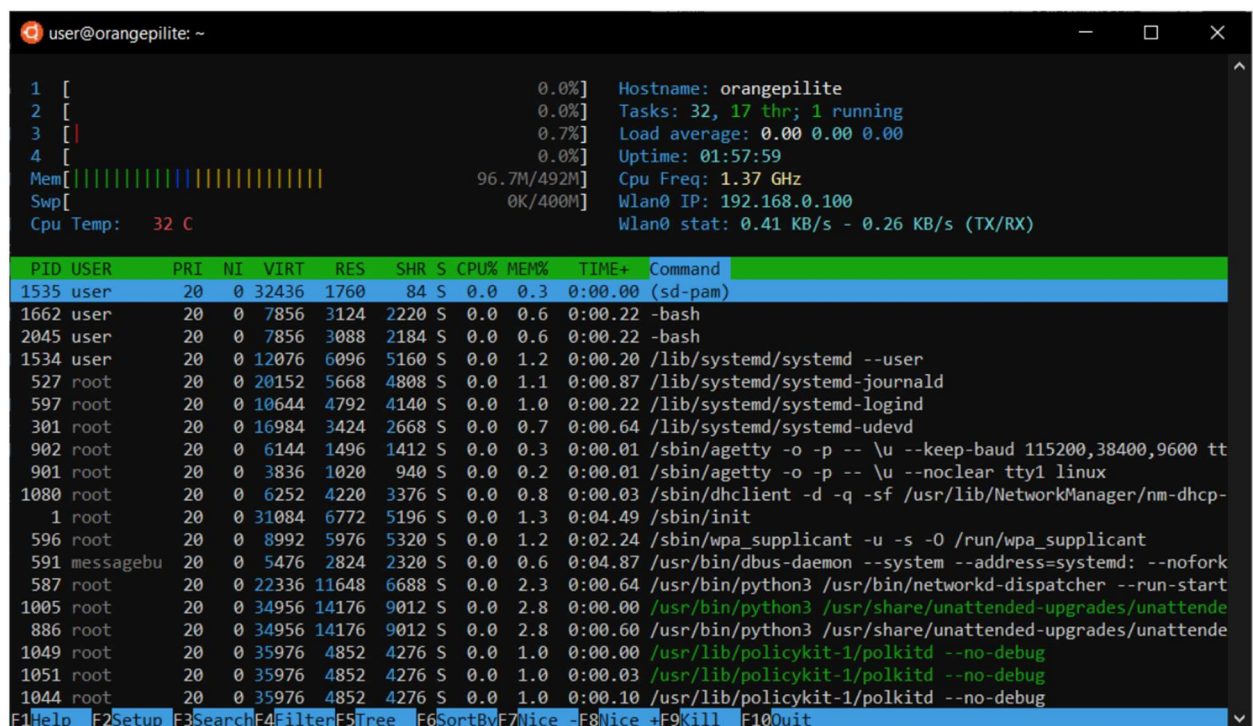 user@orangepilite: ~
1 [ 0.0%] Hostname: orangepilite
2 [ 0.0%] Tasks: 32, 17 thr; 1 running
3 [| 0.7%] Load average: 0.00 0.00 0.00
4 [ 0.0%] Uptime: 01:57:59
Mem[||||||||||||||||||||||||| 96.7M/492M] Cpu Freq: 1.37 GHz
Swp[ 0K/400M] Wlan0 IP: 192.168.0.100
Cpu Temp: 32 C Wlan0 stat: 0.41 KB/s - 0.26 KB/s (TX/RX)
PID USER PRI NI VIRT RES SHR S CPU% MEM% TIME+ Command
1535 user 20 0 32436 1760 84 S 0.0 0.3 0:00.00 (sd-pam)
1662 user 20 0 7856 3124 2220 S 0.0 0.6 0:00.22 -bash
2045 user 20 0 7856 3088 2184 S 0.0 0.6 0:00.22 -bash
1534 user 20 0 12076 6096 5160 S 0.0 1.2 0:00.20 /lib/systemd/systemd --user
527 root 20 0 20152 5668 4808 S 0.0 1.1 0:00.87 /lib/systemd/systemd-journald
597 root 20 0 10644 4792 4140 S 0.0 1.0 0:00.22 /lib/systemd/systemd-logind
301 root 20 0 16984 3424 2668 S 0.0 0.7 0:00.64 /lib/systemd/systemd-udevd
902 root 20 0 6144 1496 1412 S 0.0 0.3 0:00.01 /sbin/agetty -o -p -- \u --keep-baud 115200,38400,9600 tt
901 root 20 0 3836 1020 940 S 0.0 0.2 0:00.01 /sbin/agetty -o -p -- \u --noclear tty1 linux
1080 root 20 0 6252 4220 3376 S 0.0 0.8 0:00.03 /sbin/dhclient -d -q -sf /usr/lib/NetworkManager/nm-dhcp-
1 root 20 0 31084 6772 5196 S 0.0 1.3 0:04.49 /sbin/init
596 root 20 0 8992 5976 5320 S 0.0 1.2 0:02.24 /sbin/wpa_supplicant -u -s -O /run/wpa_supplicant
591 messagebu 20 0 5476 2824 2320 S 0.0 0.6 0:04.87 /usr/bin/dbus-daemon --system --address=systemd: --nofork
587 root 20 0 22336 11648 6688 S 0.0 2.3 0:00.64 /usr/bin/python3 /usr/bin/networkd-dispatcher --run-start
1005 root 20 0 34956 14176 9012 S 0.0 2.8 0:00.00 /usr/bin/python3 /usr/share/unattended-upgrades/unattende
886 root 20 0 34956 14176 9012 S 0.0 2.8 0:00.60 /usr/bin/python3 /usr/share/unattended-upgrades/unattende
1049 root 20 0 35976 4852 4276 S 0.0 1.0 0:00.00 /usr/lib/policykit-1/polkitd --no-debug
1051 root 20 0 35976 4852 4276 S 0.0 1.0 0:00.03 /usr/lib/policykit-1/polkitd --no-debug
1044 root 20 0 35976 4852 4276 S 0.0 1.0 0:00.10 /usr/lib/policykit-1/polkitd --no-debug
F1Help F2Setup F3SearchF4FilterF5Tree F6SortByF7Nice -F8Nice +F9Kill F10Quit